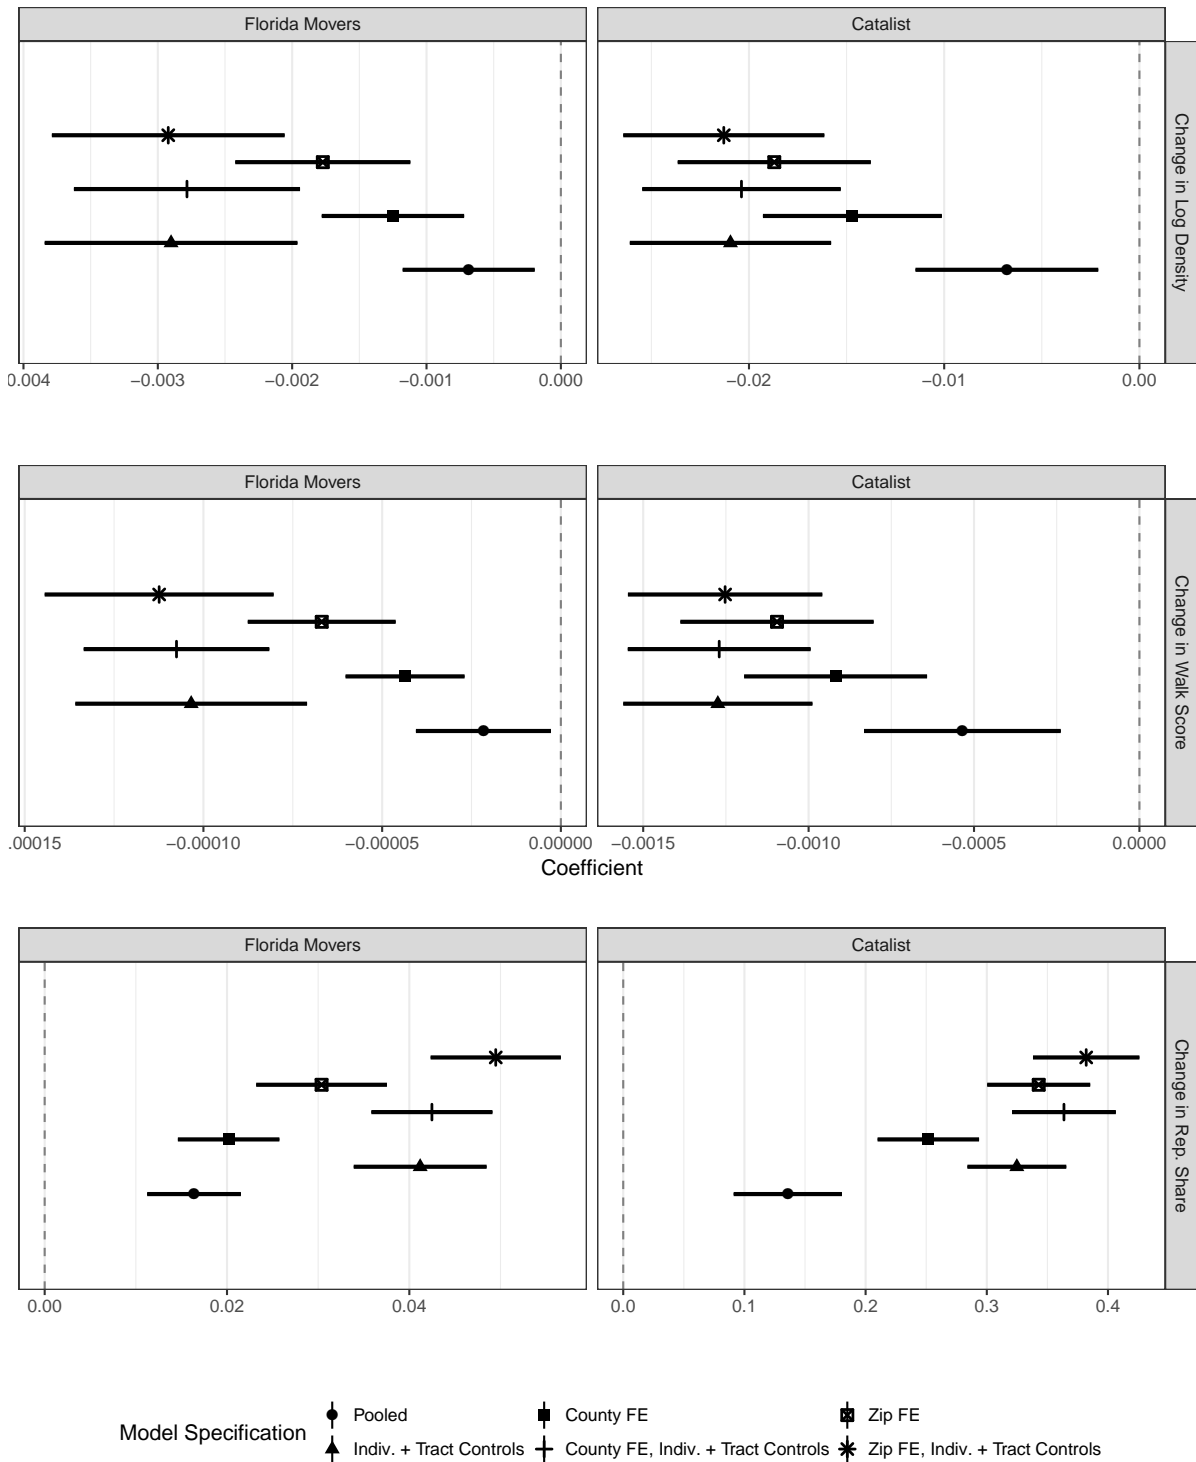 Florida Movers Catalist
Change in Log Density
0.004 −0.003 −0.002 −0.001 0.000 −0.02 −0.01 0.00
Florida Movers Catalist
Change in Walk Score
.00015 −0.00010 −0.00005 0.00000 −0.0015 −0.0010 −0.0005 0.0000
Coefficient
Florida Movers Catalist
Change in Rep. Share
0.00 0.02 0.04 0.0 0.1 0.2 0.3 0.4
Model Specification
Pooled County FE Zip FE
Indiv. + Tract Controls County FE, Indiv. + Tract Controls Zip FE, Indiv. + Tract Controls